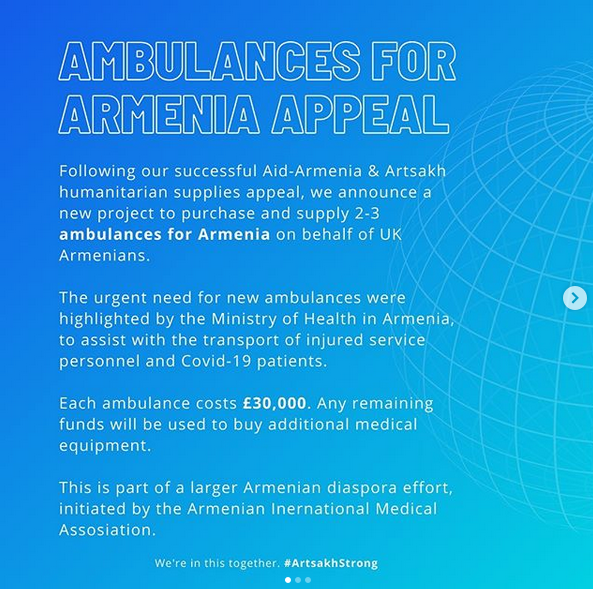 AMBULANCES FOR
ARMENIA APPEAL
Following our successful Aid-Armenia & Artsakh
humanitarian supplies appeal, we announce a
new project to purchase and supply 2-3
ambulances for Armenia on behalf of UK
Armenians.
The urgent need for new ambulances were
highlighted by the Ministry of Health in Armenia,
to assist with the transport of injured service
personnel and Covid-19 patients.
Each ambulance costs £30,000. Any remaining
funds will be used to buy additional medical
equipment.
This is part of a larger Armenian diaspora effort,
initiated by the Armenian Inernational Medical
Assosiation.
We're in this together. #ArtsakhStrong